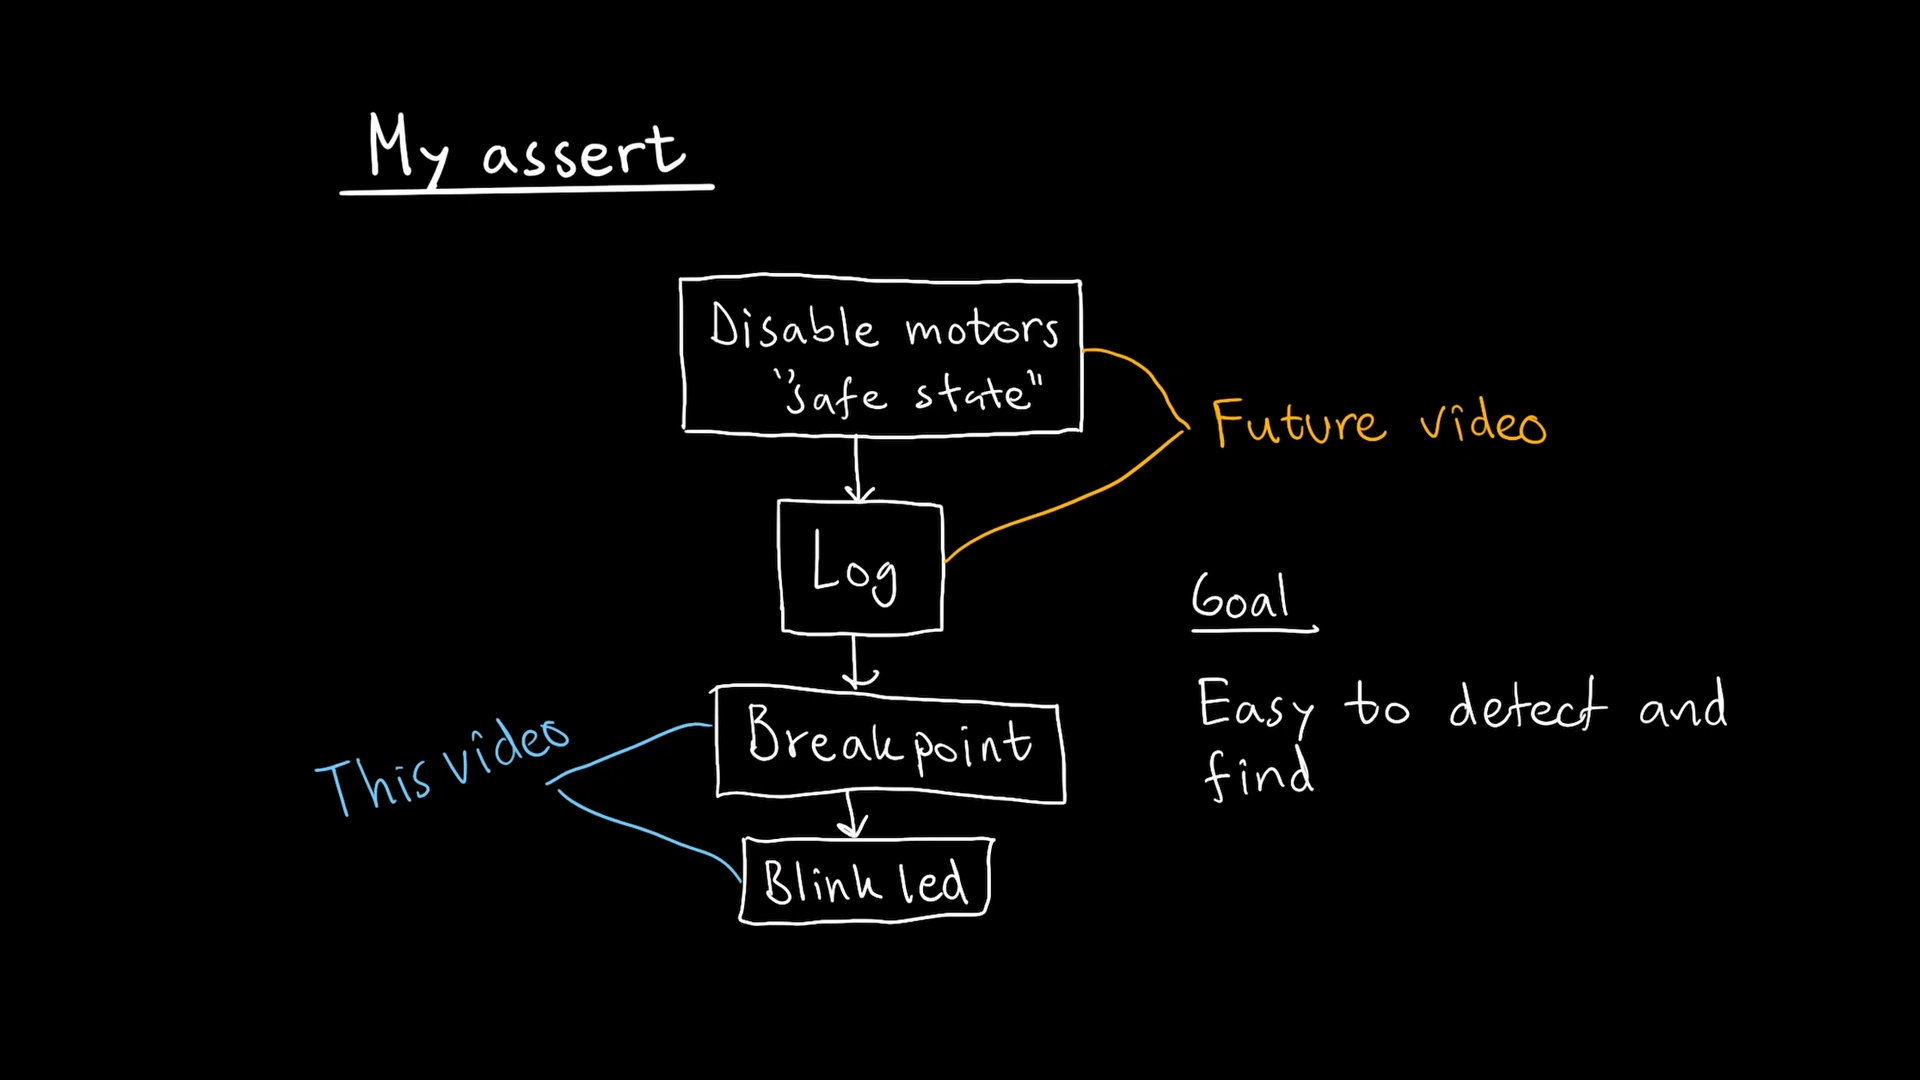 My assert
Disable motors
"safe state"
Future video
Log
Goal
Easy to detect and
find
This video
Breakpoint
Blink led